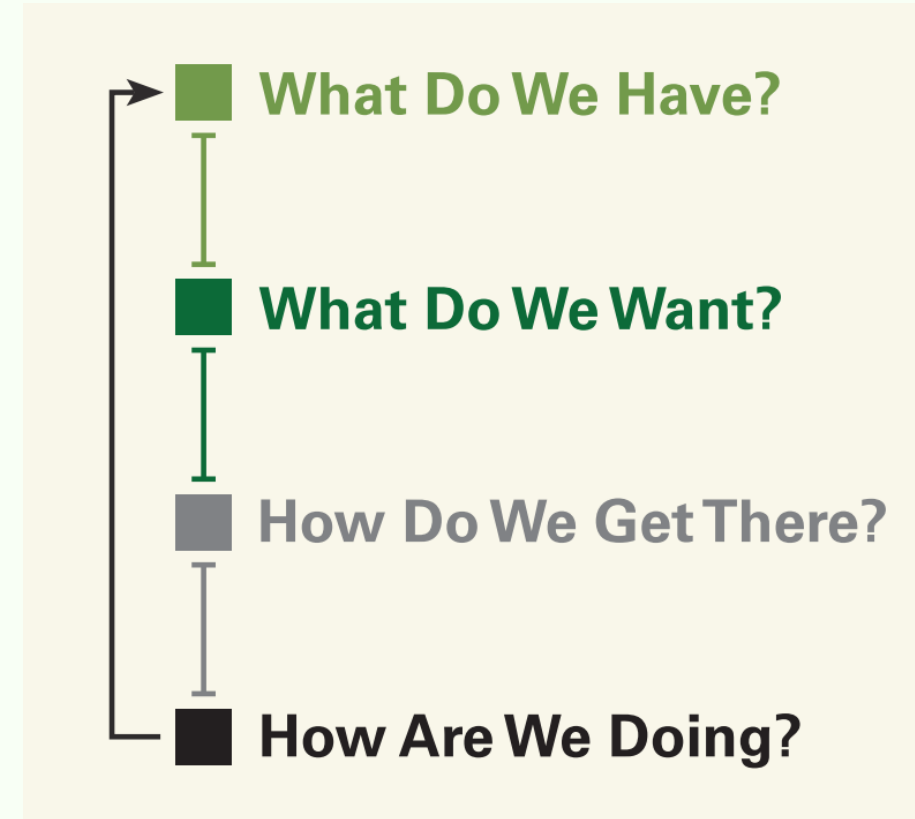 What Do We Have?
What Do We Want?
How Do We Get There?
How Are We Doing?